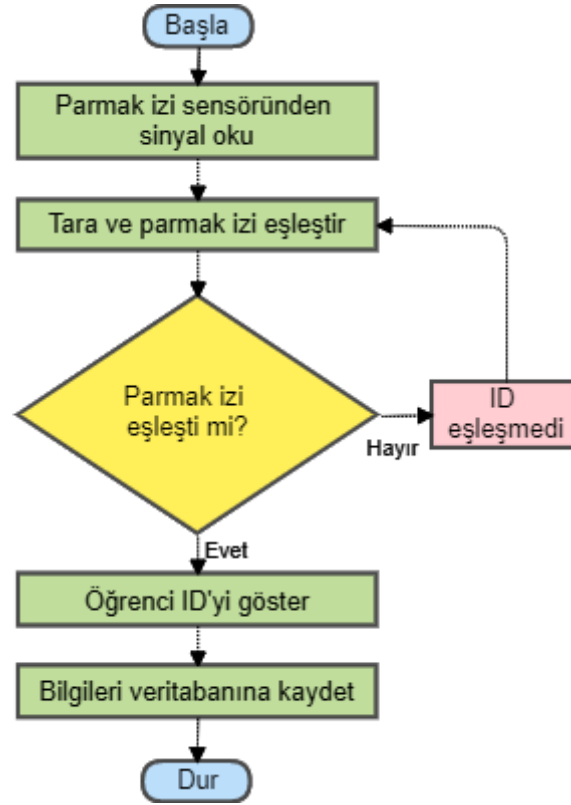 Başla
Parmak izi sensöründen
sinyal oku
Tara ve parmak izi eşleştir
Parmak izi
eşleşti mi?
Hayır
ID
eşleşmedi
Evet
Öğrenci ID'yi göster
Bilgileri veritabanına kaydet
Dur